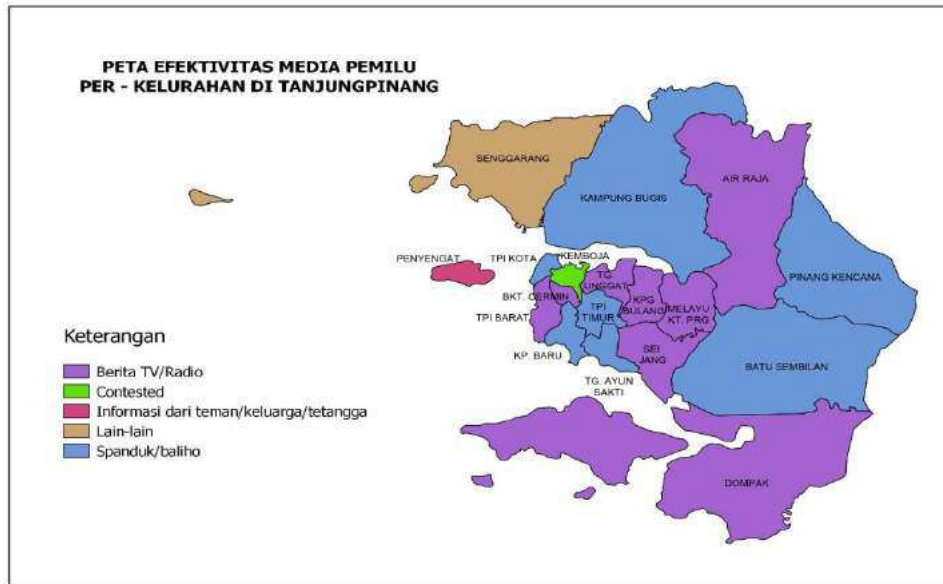 PETA EFEKTIVITAS MEDIA PEMILU
PER - KELURAHAN DI TANJUNGPINANG
SENGGARANG
AIR RAJA
KAMPUNG BUGIS
PENYENGAT
TPI KOTA
KEMBOJA
PINANG KENCANA
TG.
UNGGAT
BKT. CERMIN
KPG
BULANG
MELAYU
KT. PRG
TPI
TIMUR
TPI BARAT
SEI
JANG
KP. BARU
BATU SEMBILAN
TG. AYUN
SAKTI
DOMPAK
Keterangan
Berita TV/Radio
Contested
Informasi dari teman/keluarga/tetangga
Lain-lain
Spanduk/baliho